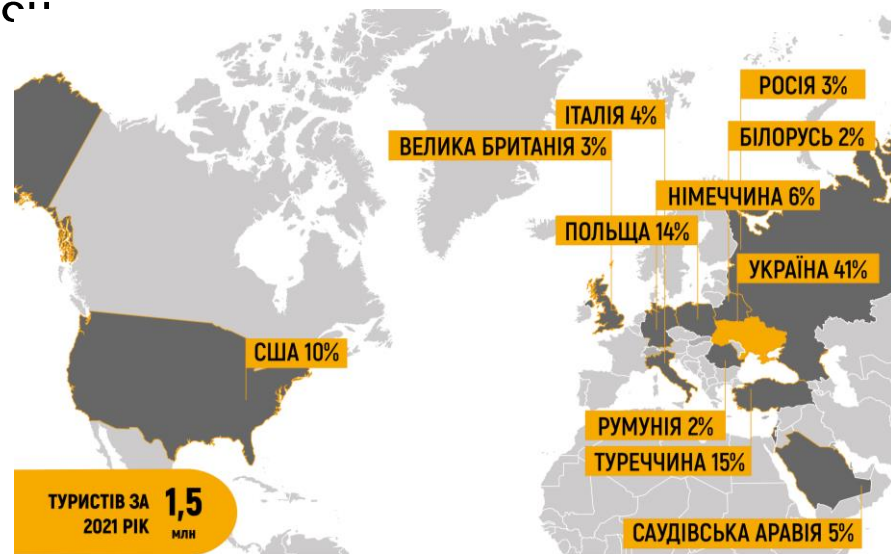 РОСІЯ 3%
ІТАЛІЯ 4%
БІЛОРУСЬ 2%
ВЕЛИКА БРИТАНІЯ 3%
НІМЕЧЧИНА 6%
ПОЛЬЩА 14%
УКРАЇНА 41%
США 10%
РУМУНІЯ 2%
ТУРЕЧЧИНА 15%
ТУРИСТІВ ЗА 1,5
2021 РІК млн
САУДІВСЬКА АРАВІЯ 5%